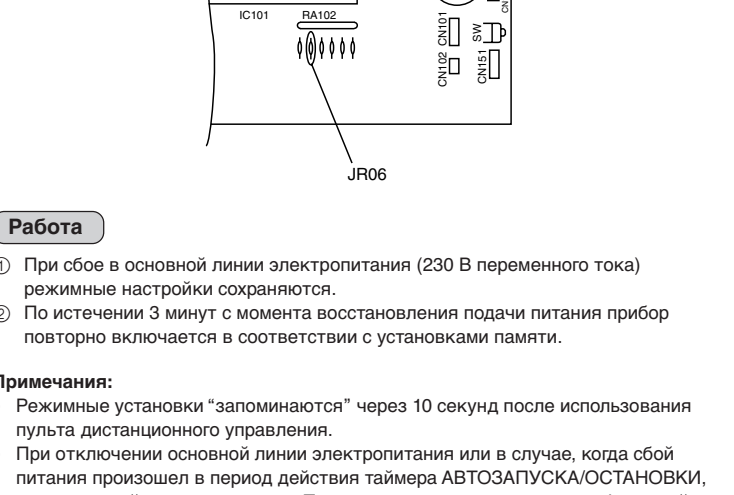 IC101
RA102
CN
CN101
SW
CN102
CN151
JR06
Работа
① При сбое в основной линии электропитания (230 В переменного тока)
режимные настройки сохраняются.
② По истечении 3 минут с момента восстановления подачи питания прибор
повторно включается в соответствии с установками памяти.
Примечания:
Режимные установки “запоминаются” через 10 секунд после использования
пульта дистанционного управления.
При отключении основной линии электропитания или в случае, когда сбой
питания произошел в период действия таймера АВТОЗАПУСКА/ОСТАНОВКИ,